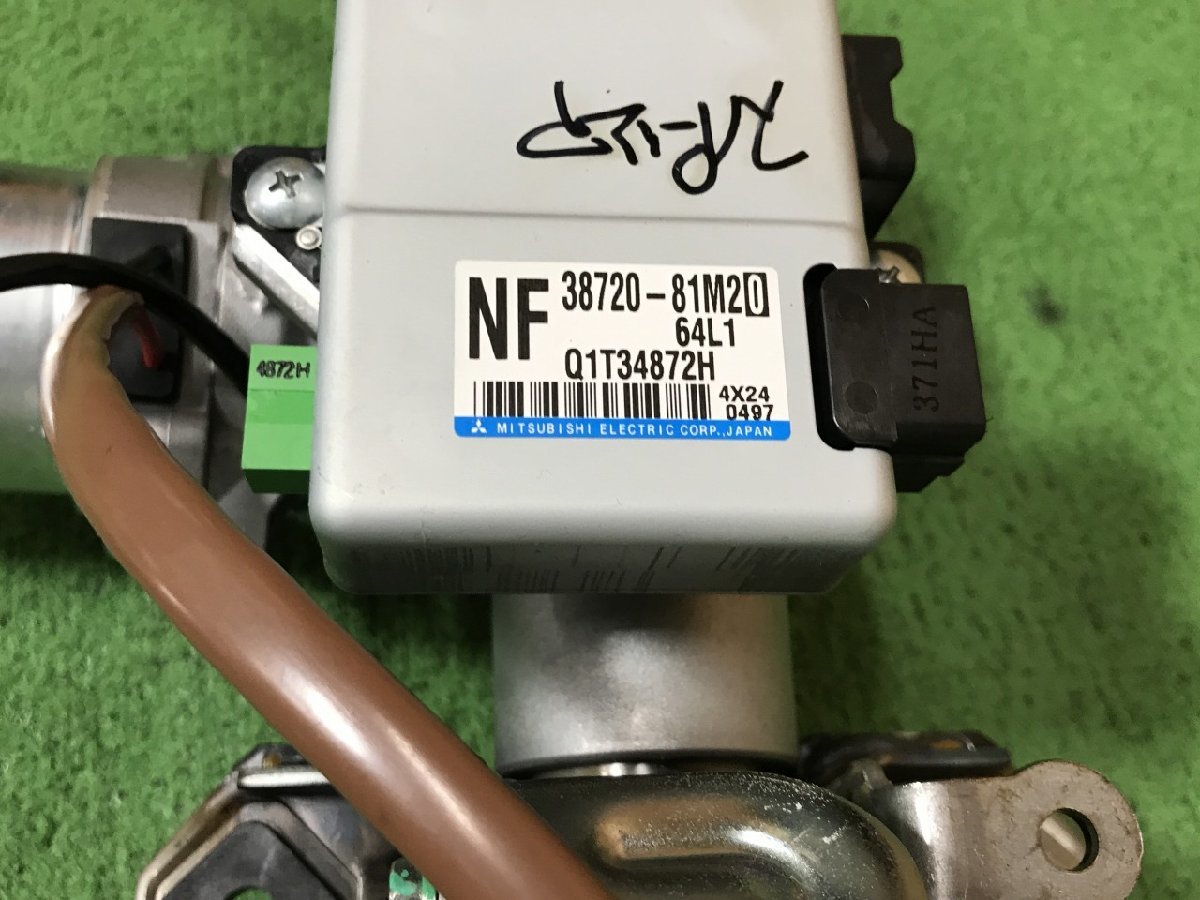 NF
38720-81M20
64L1
Q1T34872H
4X24
0497
MITSUBISHI ELECTRIC CORP.,JAPAN
4872H
371HA